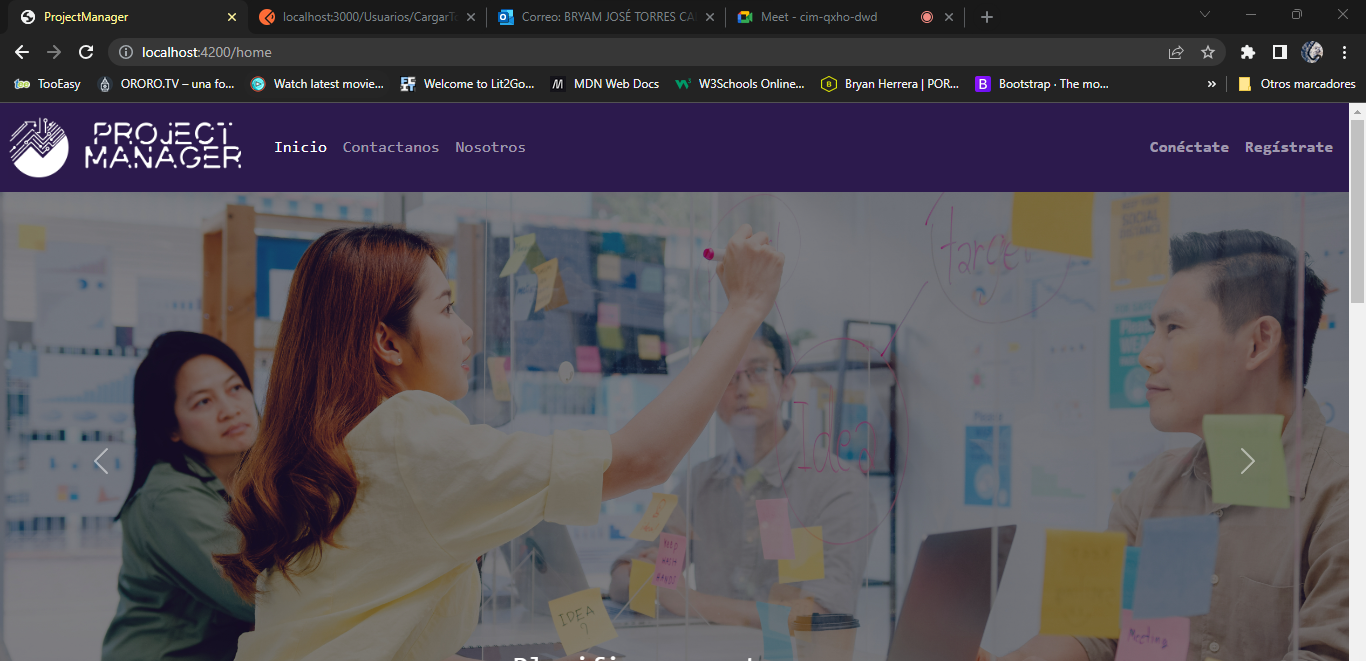 ProjectManager
localhost:3000/Usuarios/CargarTo
Correo: BRYAM JOSÉ TORRES CA
Meet - cim-qxho-dwd
localhost:4200/home
TooEasy
ORORO.TV – una fo...
Watch latest movie...
Welcome to Lit2Go...
MDN Web Docs
W3Schools Online...
Bryan Herrera | POR...
Bootstrap · The mo...
»
Otros marcadores
PROJECT
MANAGER
Inicio
Contactanos
Nosotros
Conéctate
Regístrate
target
Idea
IDEA
?
Meeting